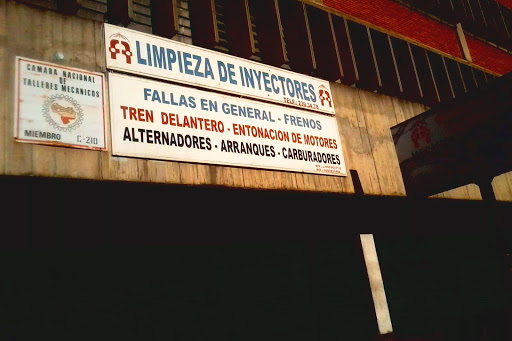 CAMARA NACIONAL
DE
TALLERES MECANICOS
MIEMBRO
LIMPIEZA DE INYECTORES
FALLAS EN GENERAL - FRENOS
TREN DELANTERO - ENTONACION DE MOTORES
ALTERNADORES - ARRANQUES - CARBURADORES